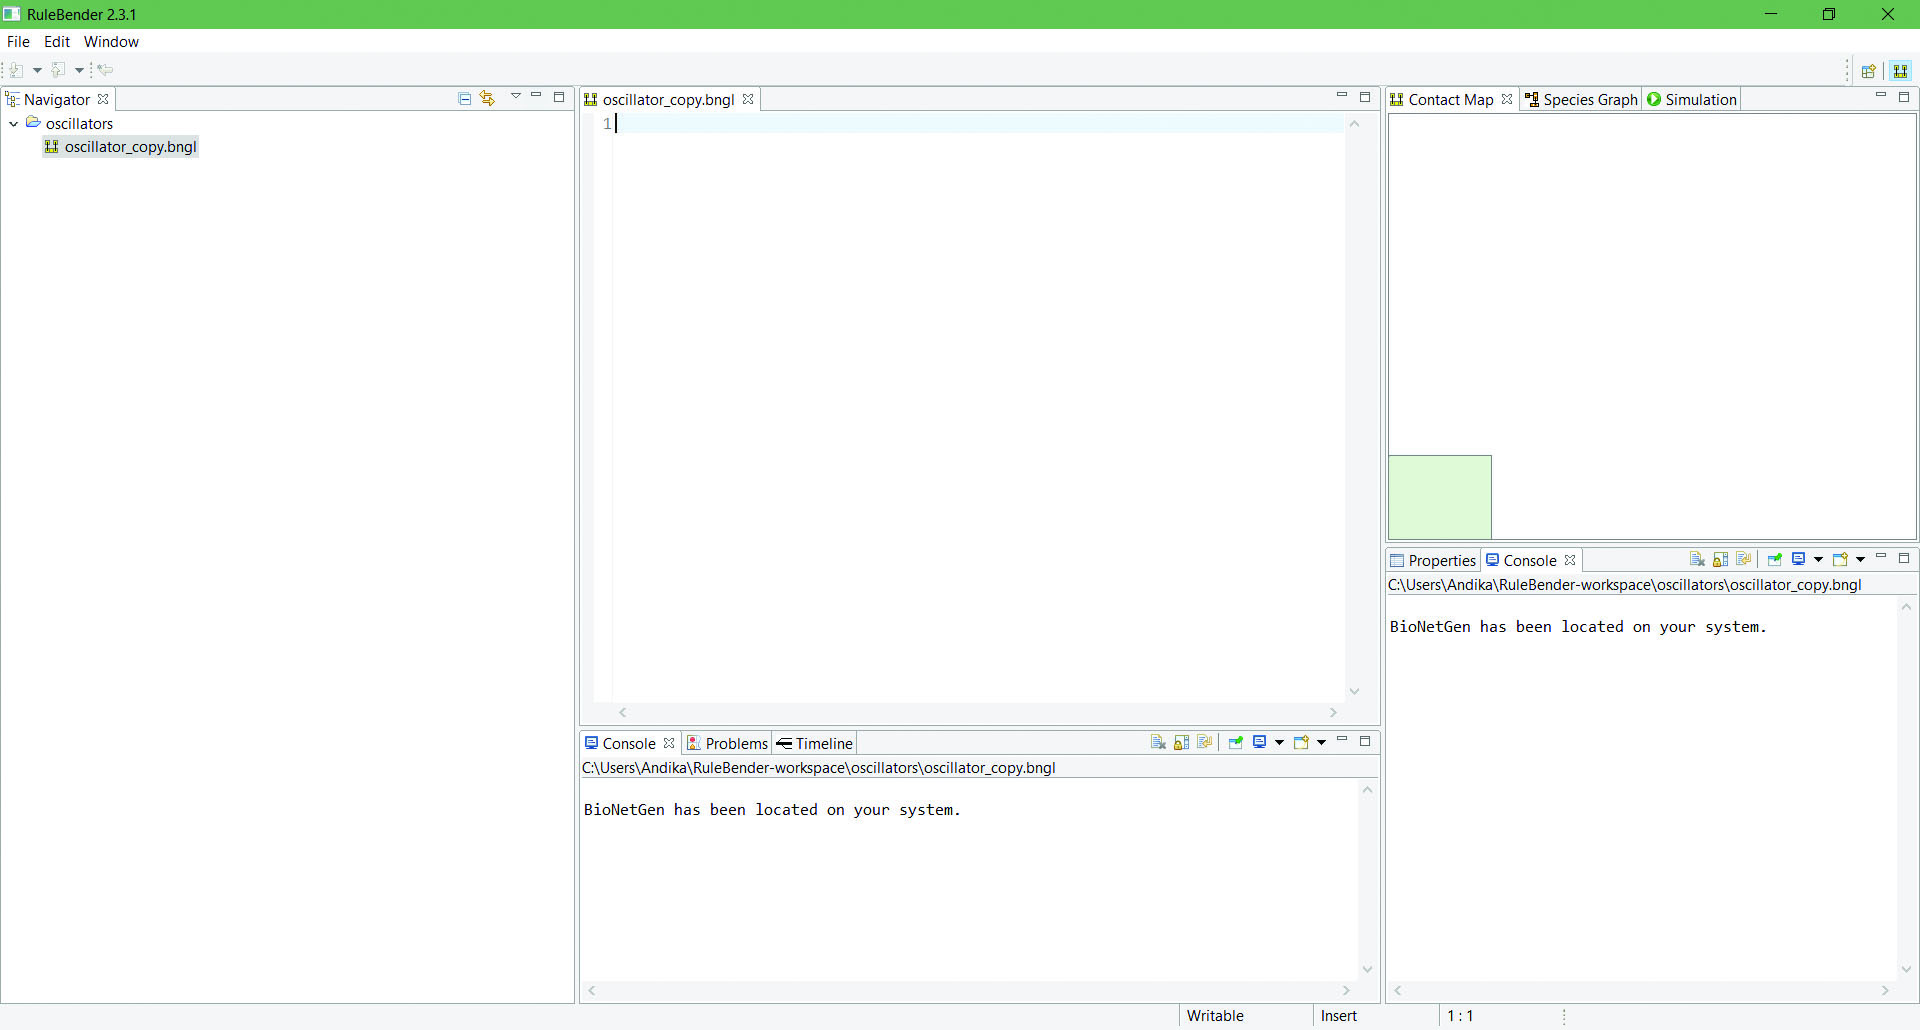 RuleBender 2.3.1
File Edit Window
Navigator
oscillators
oscillator_copy.bngl
oscillator_copy.bngl
1
Contact Map Species Graph Simulation
Properties Console
C:\Users\Andika\RuleBender-workspace\oscillators\oscillator_copy.bngl
BioNetGen has been located on your system.
Console Problems Timeline
C:\Users\Andika\RuleBender-workspace\oscillators\oscillator_copy.bngl
BioNetGen has been located on your system.
Writable Insert 1 : 1